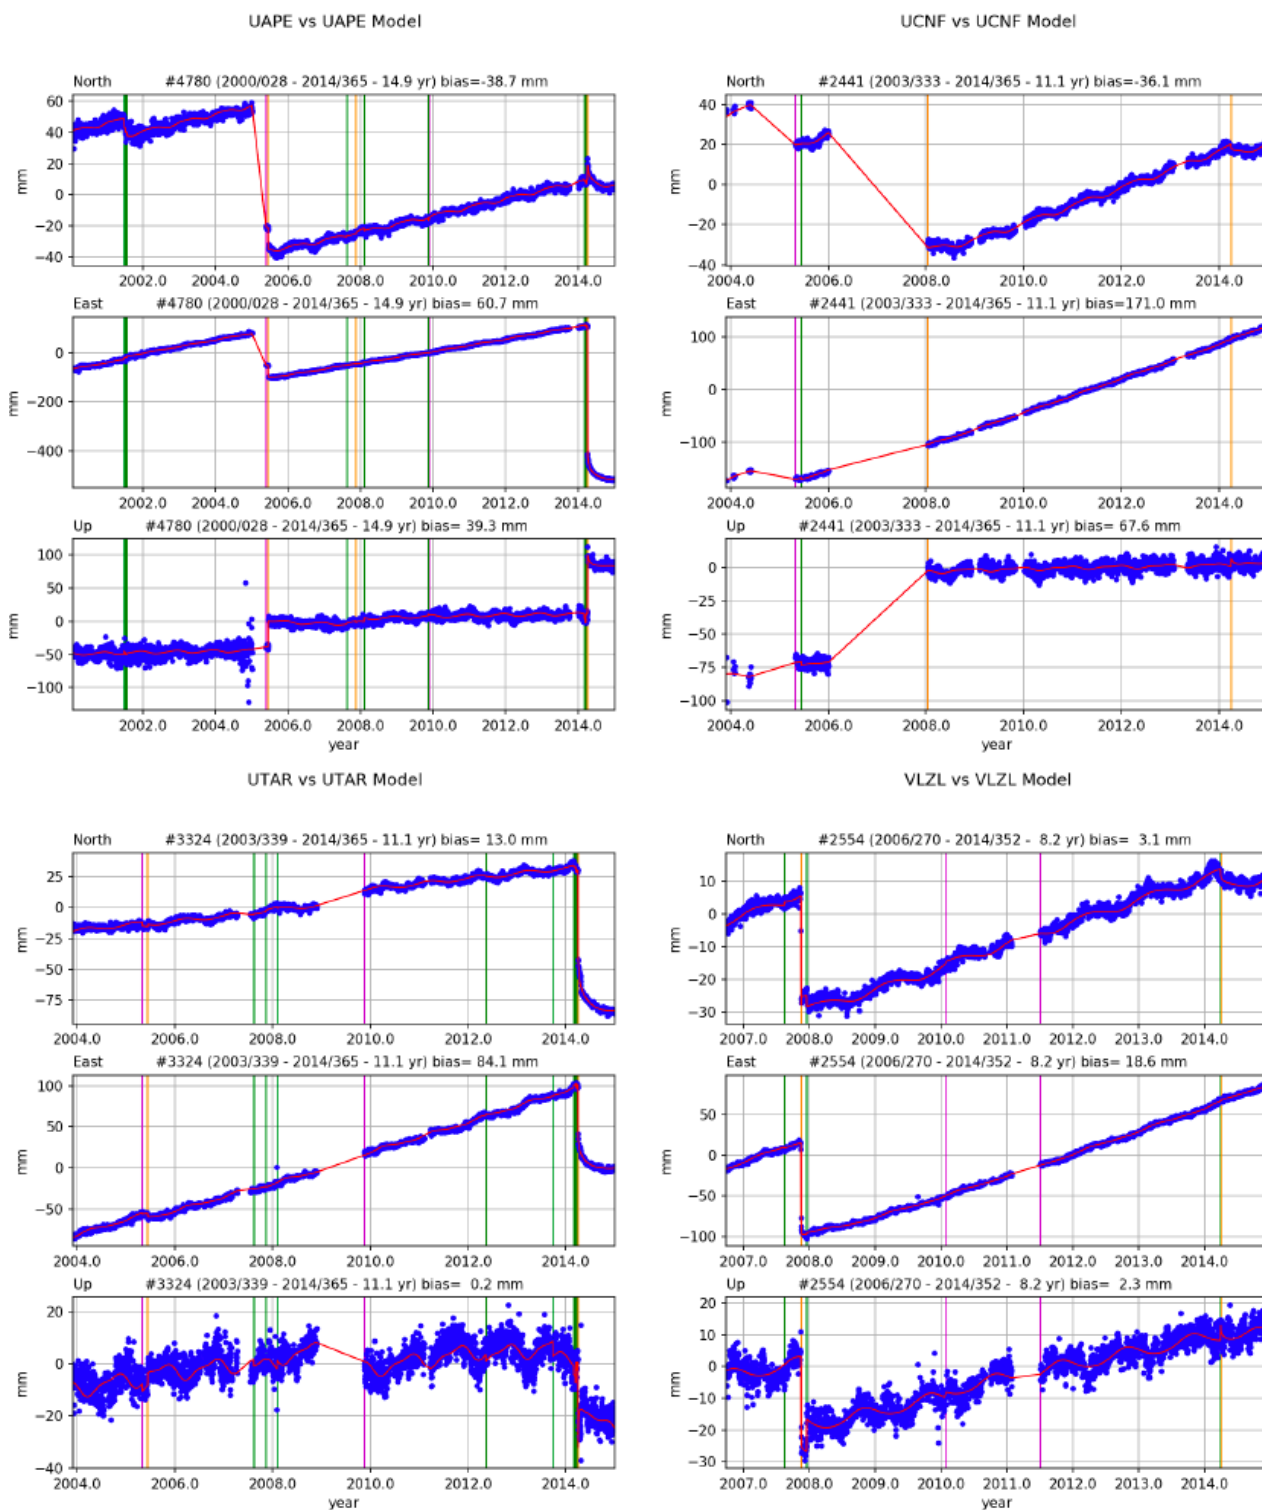 UAPE vs UAPE Model
North #4780 (2000/028 - 2014/365 - 14.9 yr) bias=-38.7 mm
60
40
20
0
−20
−40
mm
2002.0 2004.0 2006.0 2008.0 2010.0 2012.0 2014.0
East #4780 (2000/028 - 2014/365 - 14.9 yr) bias= 60.7 mm
0
−200
−400
mm
2002.0 2004.0 2006.0 2008.0 2010.0 2012.0 2014.0
Up #4780 (2000/028 - 2014/365 - 14.9 yr) bias= 39.3 mm
100
50
0
−50
−100
mm
2002.0 2004.0 2006.0 2008.0 2010.0 2012.0 2014.0
year
UCNF vs UCNF Model
North #2441 (2003/333 - 2014/365 - 11.1 yr) bias=-36.1 mm
40
20
0
−20
−40
mm
2004.0 2006.0 2008.0 2010.0 2012.0 2014.0
East #2441 (2003/333 - 2014/365 - 11.1 yr) bias=171.0 mm
100
0
−100
mm
2004.0 2006.0 2008.0 2010.0 2012.0 2014.0
Up #2441 (2003/333 - 2014/365 - 11.1 yr) bias= 67.6 mm
0
−25
−50
−75
−100
mm
2004.0 2006.0 2008.0 2010.0 2012.0 2014.0
year
UTAR vs UTAR Model
North #3324 (2003/339 - 2014/365 - 11.1 yr) bias= 13.0 mm
25
0
−25
−50
−75
mm
2004.0 2006.0 2008.0 2010.0 2012.0 2014.0
East #3324 (2003/339 - 2014/365 - 11.1 yr) bias= 84.1 mm
100
50
0
−50
mm
2004.0 2006.0 2008.0 2010.0 2012.0 2014.0
Up #3324 (2003/339 - 2014/365 - 11.1 yr) bias= 0.2 mm
20
0
−20
−40
mm
2004.0 2006.0 2008.0 2010.0 2012.0 2014.0
year
VLZL vs VLZL Model
North #2554 (2006/270 - 2014/352 - 8.2 yr) bias= 3.1 mm
10
0
−10
−20
−30
mm
2007.0 2008.0 2009.0 2010.0 2011.0 2012.0 2013.0 2014.0
East #2554 (2006/270 - 2014/352 - 8.2 yr) bias= 18.6 mm
50
0
−50
−100
mm
2007.0 2008.0 2009.0 2010.0 2011.0 2012.0 2013.0 2014.0
Up #2554 (2006/270 - 2014/352 - 8.2 yr) bias= 2.3 mm
20
10
0
−10
−20
−30
mm
2007.0 2008.0 2009.0 2010.0 2011.0 2012.0 2013.0 2014.0
year